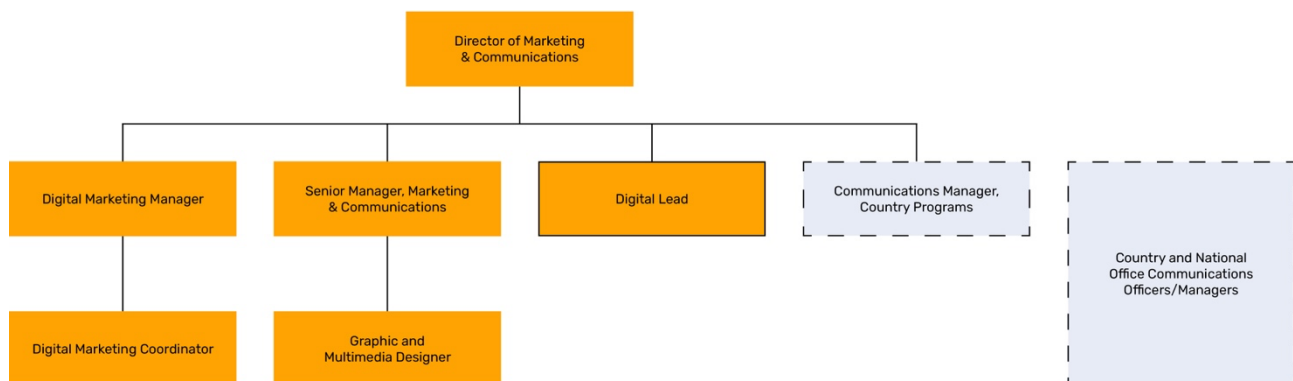 Director of Marketing
& Communications
Digital Marketing Manager
Senior Manager, Marketing
& Communications
Digital Lead
Communications Manager,
Country Programs
Country and National
Office Communications
Officers/Managers
Digital Marketing Coordinator
Graphic and
Multimedia Designer